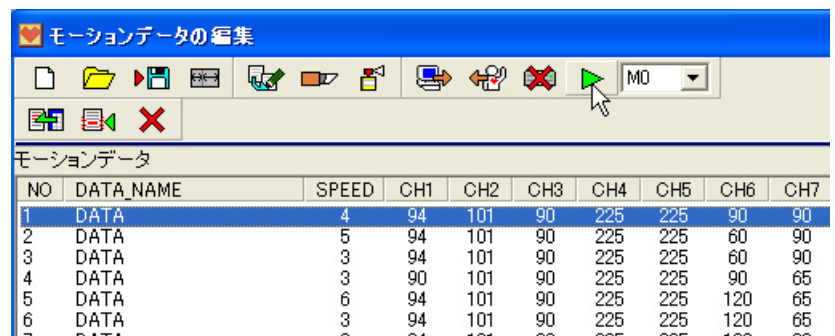 モーションデータの編集
M0
モーションデータ
NO DATA_NAME SPEED CH1 CH2 CH3 CH4 CH5 CH6 CH7
1 DATA 4 94 101 90 225 225 90 90
2 DATA 5 94 101 90 225 225 60 90
3 DATA 3 94 101 90 225 225 60 90
4 DATA 3 90 101 90 225 225 90 65
5 DATA 6 94 101 90 225 225 120 65
6 DATA 3 94 101 90 225 225 120 65